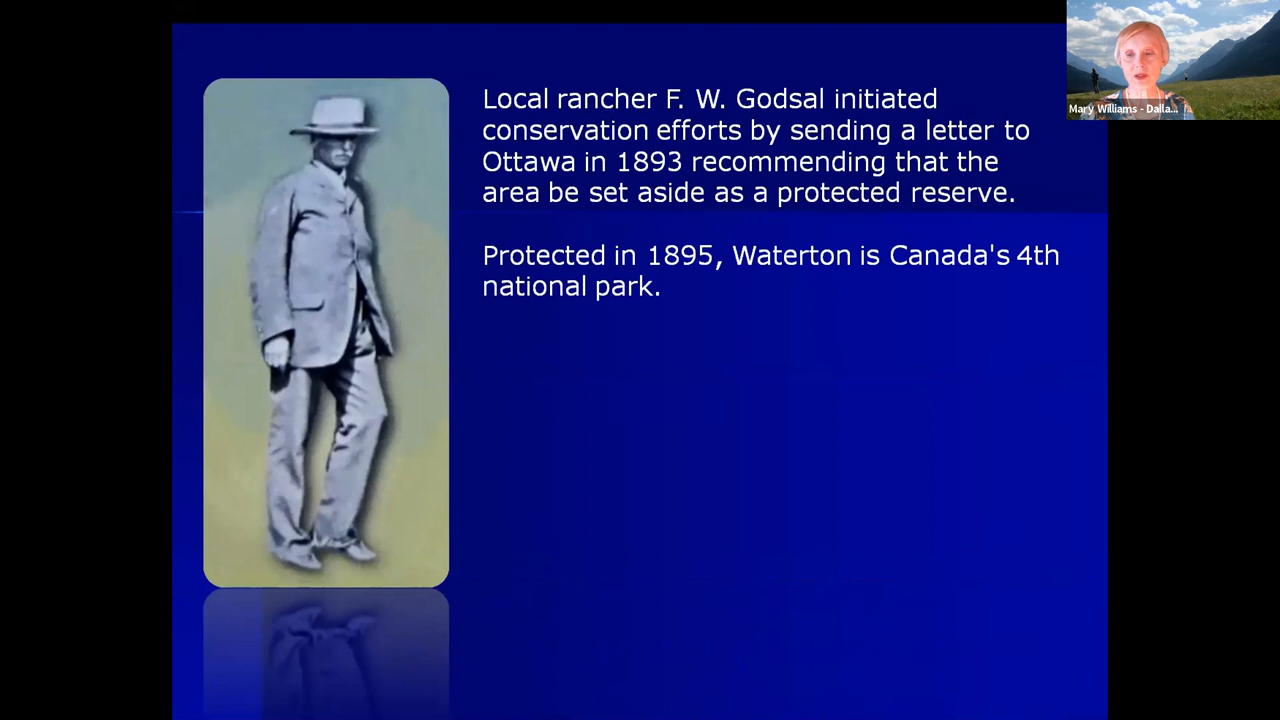 Local rancher F. W. Godsal initiated
conservation efforts by sending a letter to
Ottawa in 1893 recommending that the
area be set aside as a protected reserve.
Protected in 1895, Waterton is Canada's 4th
national park.
Mary Williams - Dalla...